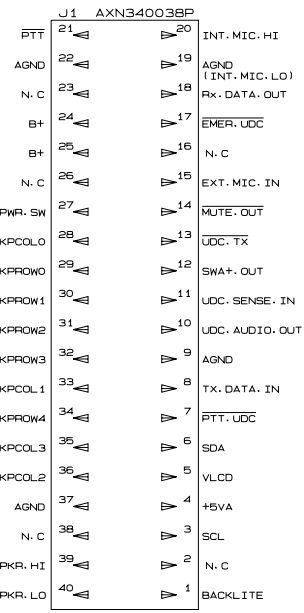 J1 AXN340038P
PTT 21 20 INT.MIC.HI
AGND 22 19 AGND
(INT.MIC.LO)
N.C 23 18 Rx.DATA.OUT
B+ 24 17 EMER.UDC
B+ 25 16 N.C
N.C 26 15 EXT.MIC.IN
PWR.SW 27 14 MUTE.OUT
KPCOL0 28 13 UDC.TX
KPROW0 29 12 SWA+.OUT
KPROW1 30 11 UDC.SENSE.IN
KPROW2 31 10 UDC.AUDIO.OUT
KPROW3 32 9 AGND
KPCOL1 33 8 TX.DATA.IN
KPROW4 34 7 PTT.UDC
KPCOL3 35 6 SDA
KPCOL2 36 5 VLCD
AGND 37 4 +5VA
N.C 38 3 SCL
PKR.HI 39 2 N.C
PKR.LO 40 1 BACKLITE